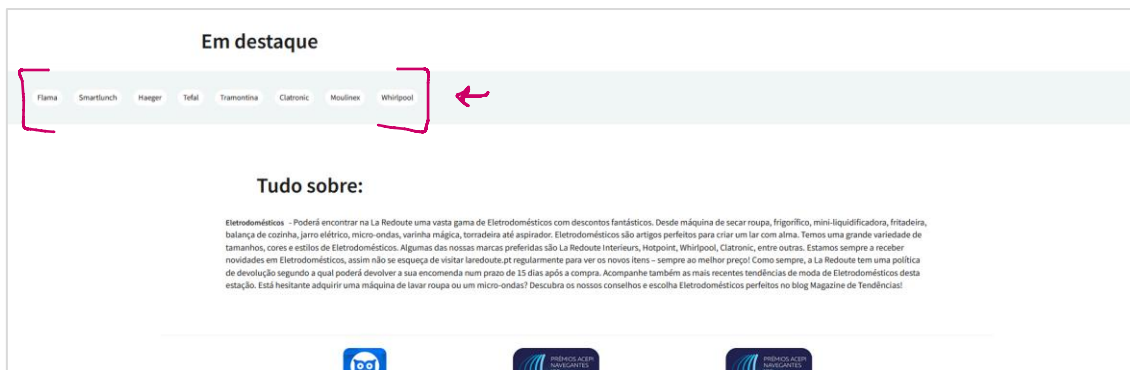 Em destaque
Flama Smartlunch Haeger Tefal Tramontina Clatronic Moulinex Whirlpool
Tudo sobre:
Eletrodomésticos - Poderá encontrar na La Redoute uma vasta gama de Eletrodomésticos com descontos fantásticos. Desde máquina de secar roupa, frigorífico, mini-liquidificadora, fritadeira,
balança de cozinha, jarro elétrico, micro-ondas, varinha mágica, torradeira até aspirador. Eletrodomésticos são artigos perfeitos para criar um lar com alma. Temos uma grande variedade de
tamanhos, cores e estilos de Eletrodomésticos. Algumas das nossas marcas preferidas são La Redoute Interieurs, Hotpoint, Whirlpool, Clatronic, entre outras. Estamos sempre a receber
novidades em Eletrodomésticos, assim não se esqueça de visitar laredoute.pt regularmente para ver os novos itens – sempre ao melhor preço! Como sempre, a La Redoute tem uma política
de devolução segundo a qual poderá devolver a sua encomenda num prazo de 15 dias após a compra. Acompanhe também as mais recentes tendências de moda de Eletrodomésticos desta
estação. Está hesitante adquirir uma máquina de lavar roupa ou um micro-ondas? Descubra os nossos conselhos e escolha Eletrodomésticos perfeitos no blog Magazine de Tendências!
PRÉMIOS ACEPI PRÉMIOS ACEPI
NAVEGANTES NAVEGANTES